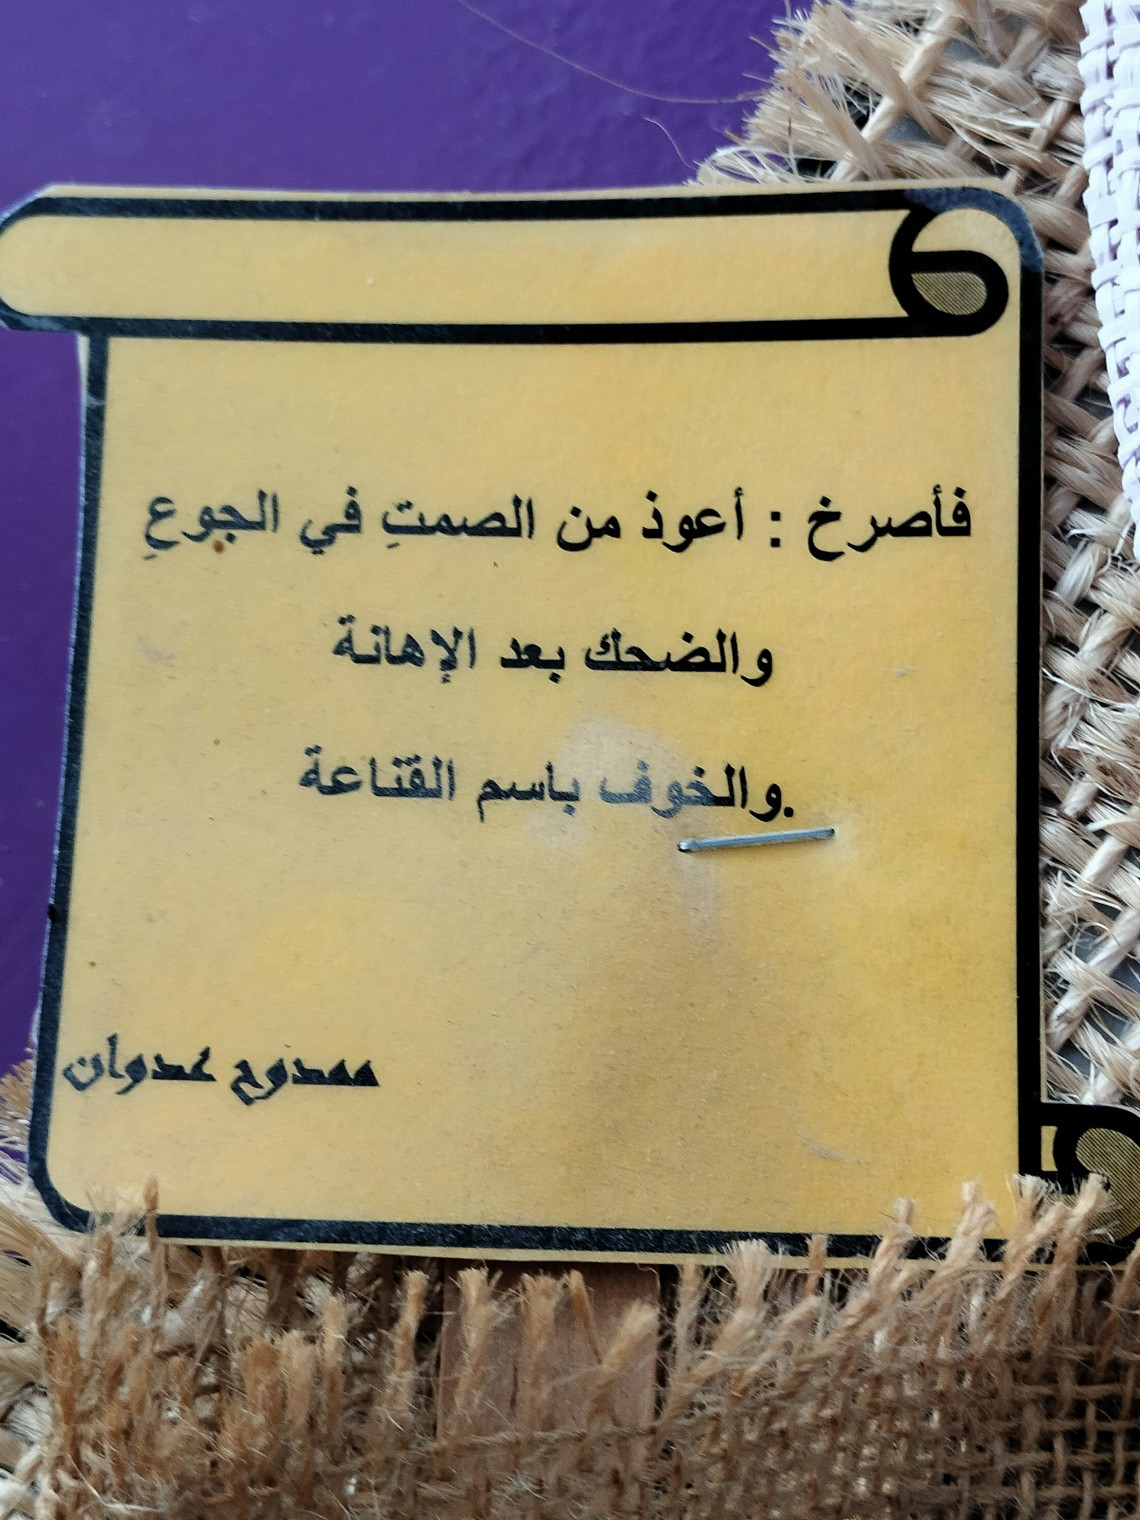 فأصرخ : أعوذ من الصمتِ في الجوعِ
والضحك بعد الإهانة
والخوف باسم القناعة.
ممدوح عدوان